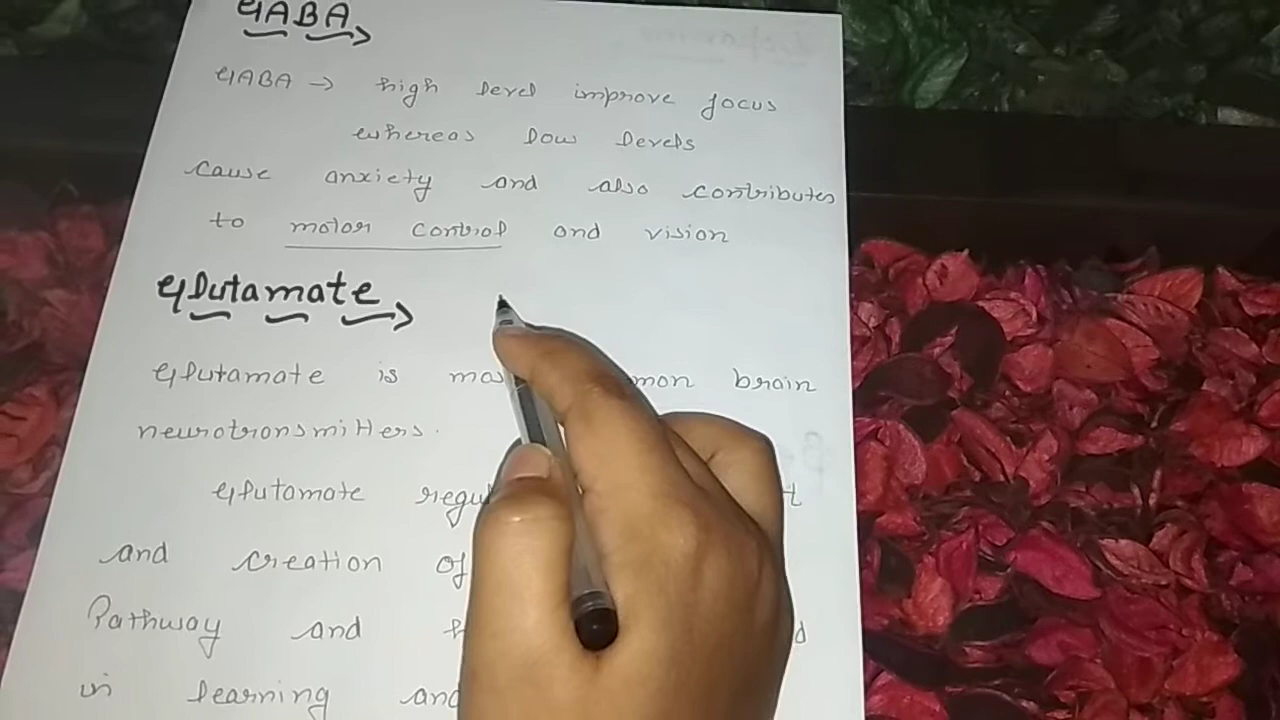 GABA
GABA → high level improve focus
whereas low levels
cause anxiety and also contributes
to motor control and vision
Glutamate
Glutamate is brain
neurotransmitters.
Glutamate
and creation of
Pathway and
in learning and